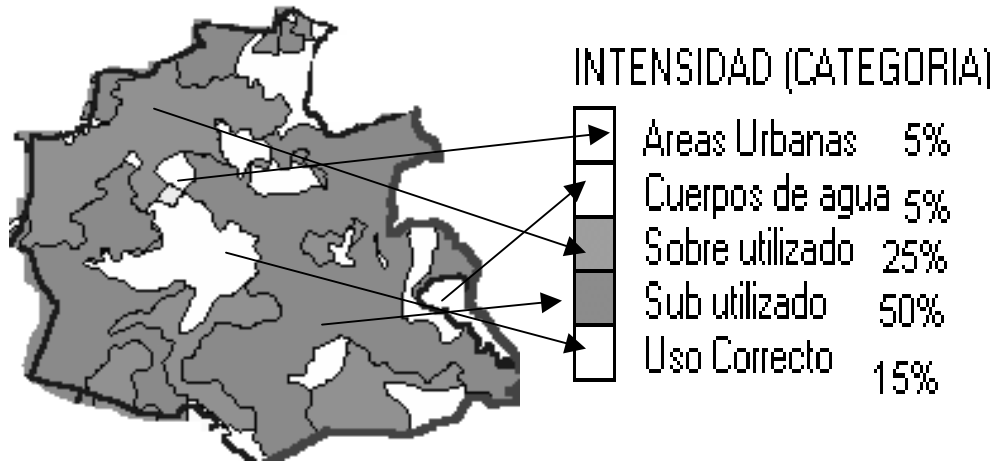 INTENSIDAD (CATEGORIA)
Areas Urbanas 5%
Cuerpos de agua 5%
Sobre utilizado 25%
Sub utilizado 50%
Uso Correcto 15%